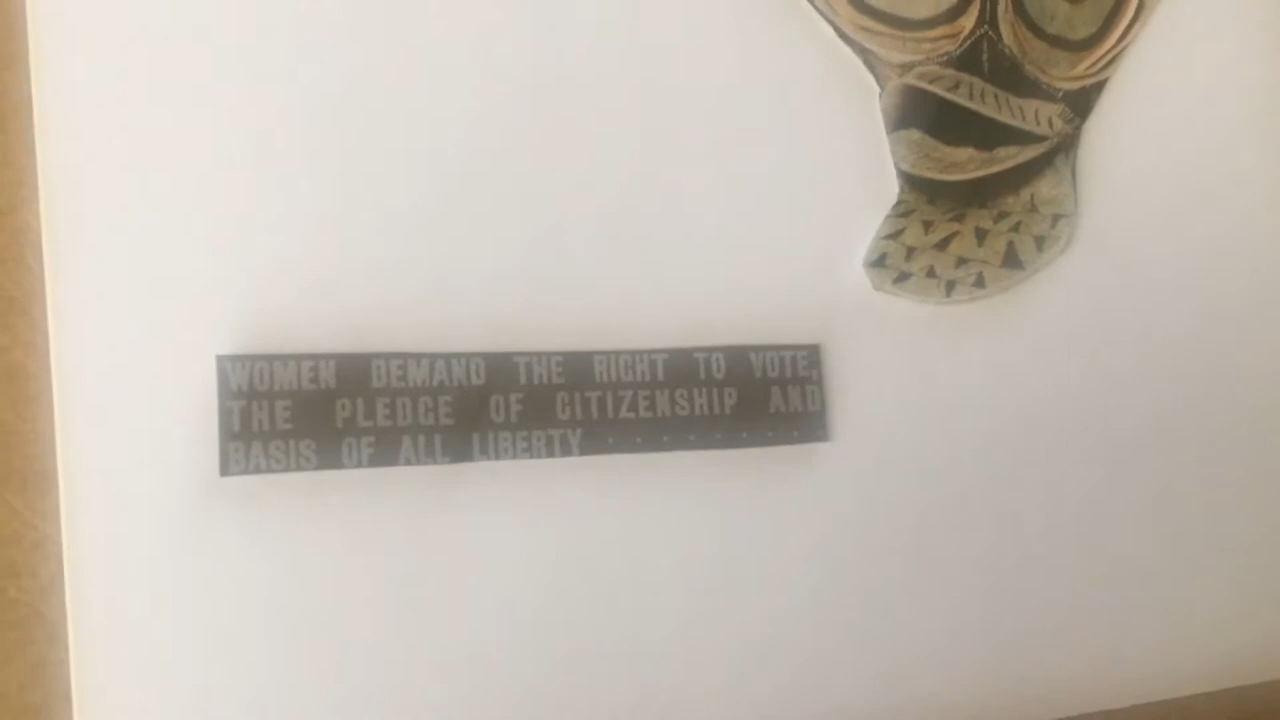 WOMEN DEMAND THE RIGHT TO VOTE,
THE PLEDGE OF CITIZENSHIP AND
BASIS OF ALL LIBERTY . . . . . . . .